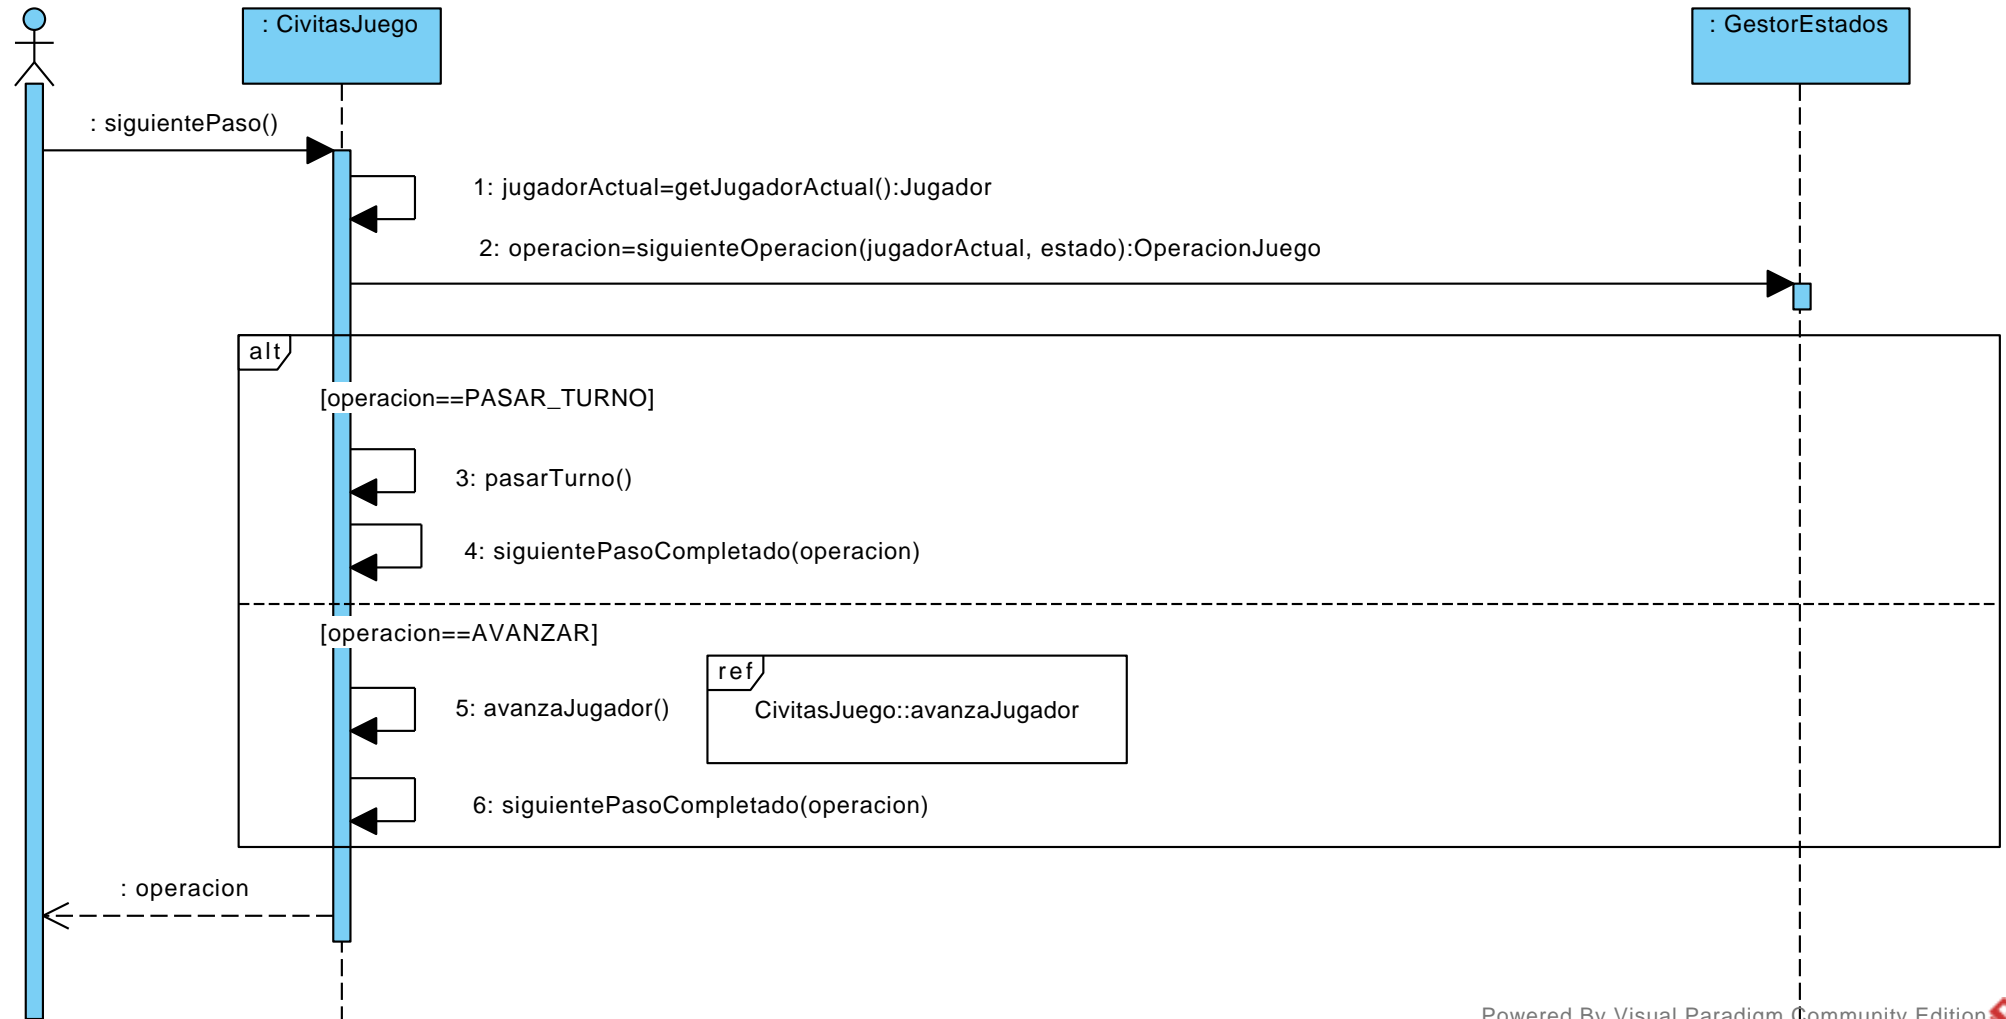 : CivitasJuego
: GestorEstados
: siguientePaso()
1: jugadorActual=getJugadorActual():Jugador
2: operacion=siguienteOperacion(jugadorActual, estado):OperacionJuego
alt
[operacion==PASAR_TURNO]
3: pasarTurno()
4: siguientePasoCompletado(operacion)
[operacion==AVANZAR]
ref
5: avanzaJugador()
CivitasJuego::avanzaJugador
6: siguientePasoCompletado(operacion)
: operacion
Powered By Visual Paradigm Community Edition